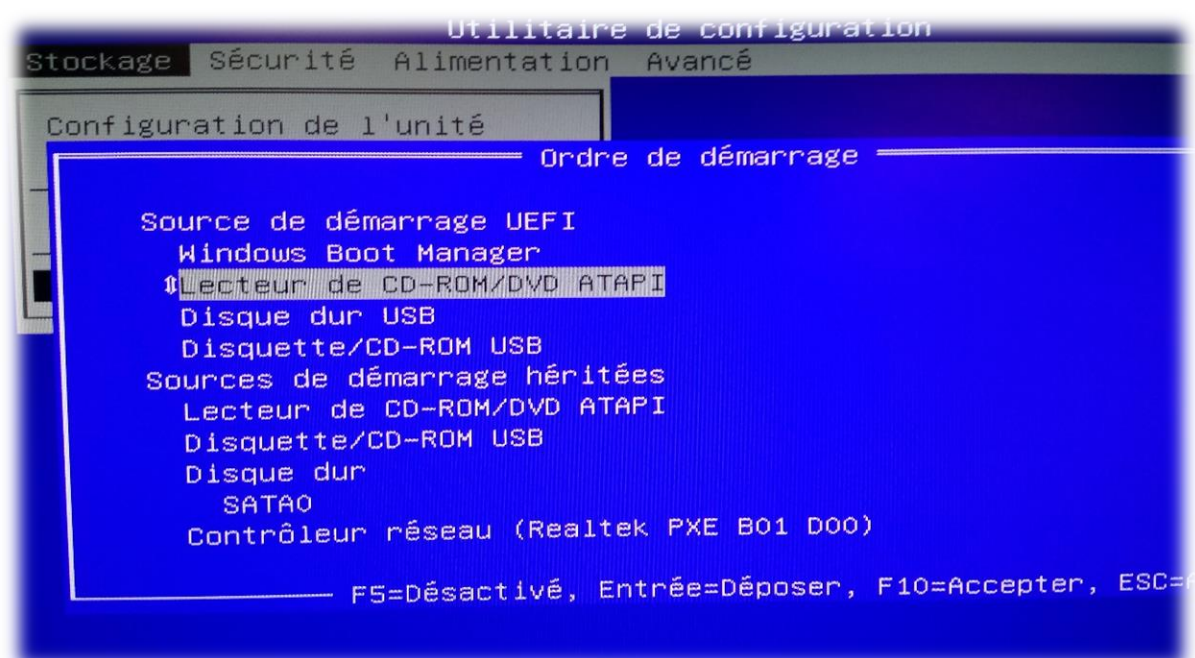 Utilitaire de configuration
Stockage Sécurité Alimentation Avancé
Configuration de l'unité
Ordre de démarrage
Source de démarrage UEFI
Windows Boot Manager
⇕Lecteur de CD-ROM/DVD ATAPI
Disque dur USB
Disquette/CD-ROM USB
Sources de démarrage héritées
Lecteur de CD-ROM/DVD ATAPI
Disquette/CD-ROM USB
Disque dur
SATA0
Contrôleur réseau (Realtek PXE B01 D00)
F5=Désactivé, Entrée=Déposer, F10=Accepter, ESC=